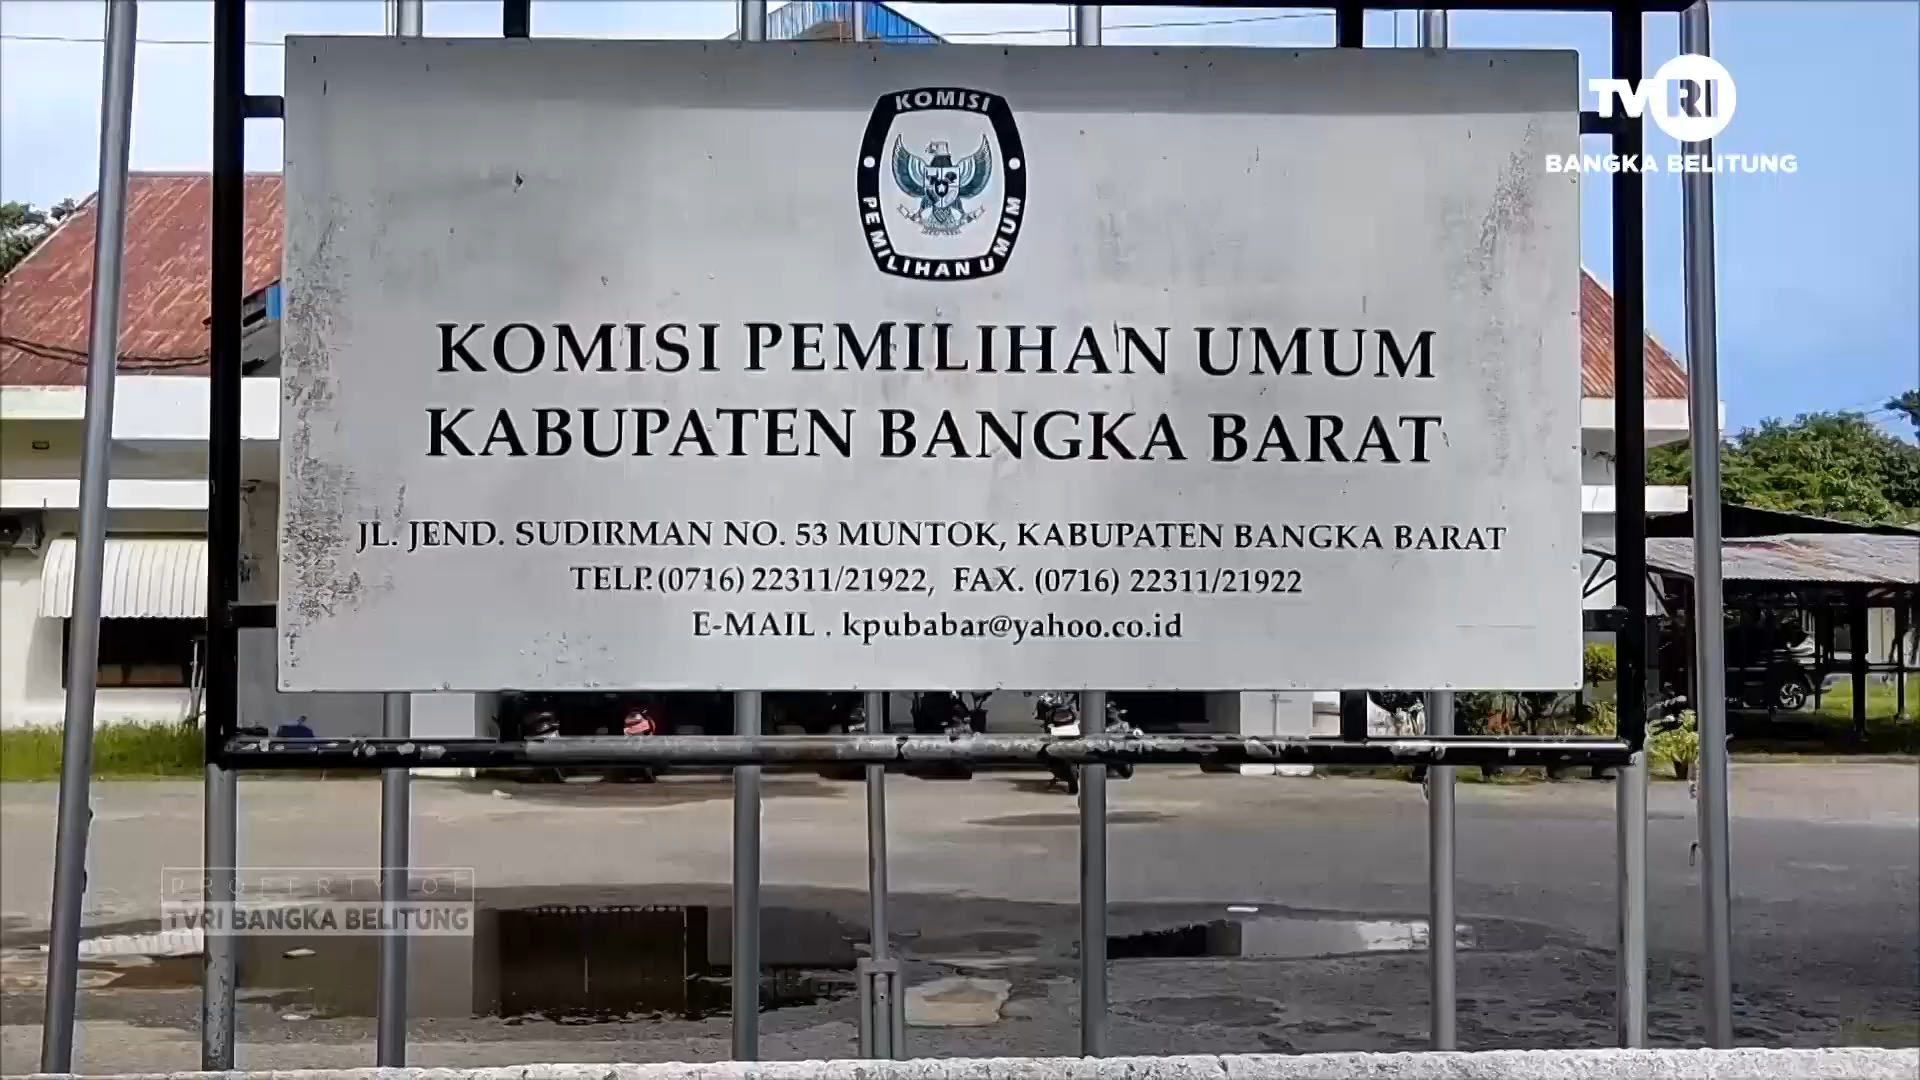 TVRI
BANGKA BELITUNG
KOMISI
PEMILIHAN UMUM
KOMISI PEMILIHAN UMUM
KABUPATEN BANGKA BARAT
JL. JEND. SUDIRMAN NO. 53 MUNTOK, KABUPATEN BANGKA BARAT
TELP.(0716) 22311/21922, FAX. (0716) 22311/21922
E-MAIL . kpubabar@yahoo.co.id
PROPERTY OF
TVRI BANGKA BELITUNG